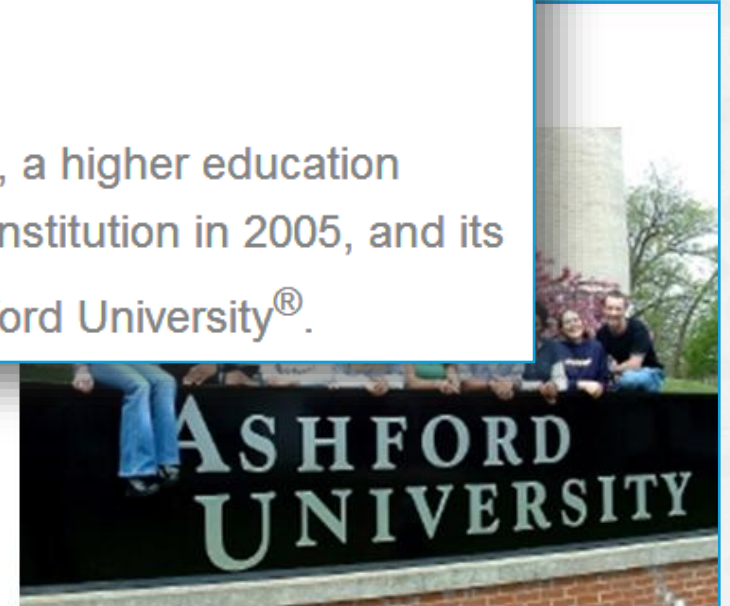 , a higher education
nstitution in 2005, and its
ord University®.
ASHFORD
UNIVERSITY